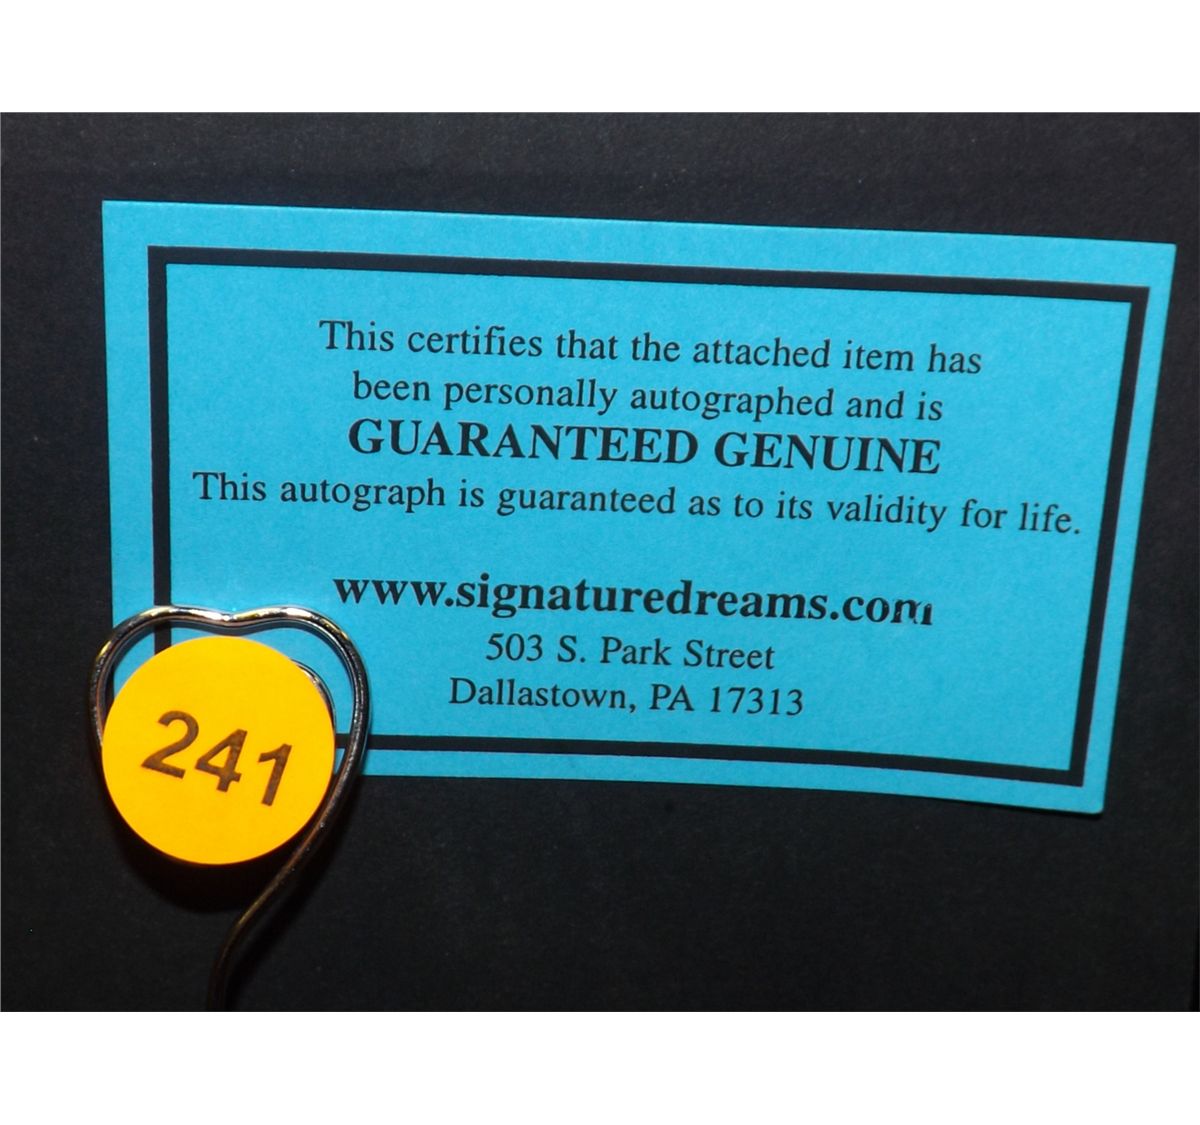 This certifies that the attached item has
been personally autographed and is
GUARANTEED GENUINE
This autograph is guaranteed as to its validity for life.
www.signaturedreams.com
503 S. Park Street
Dallastown, PA 17313
241